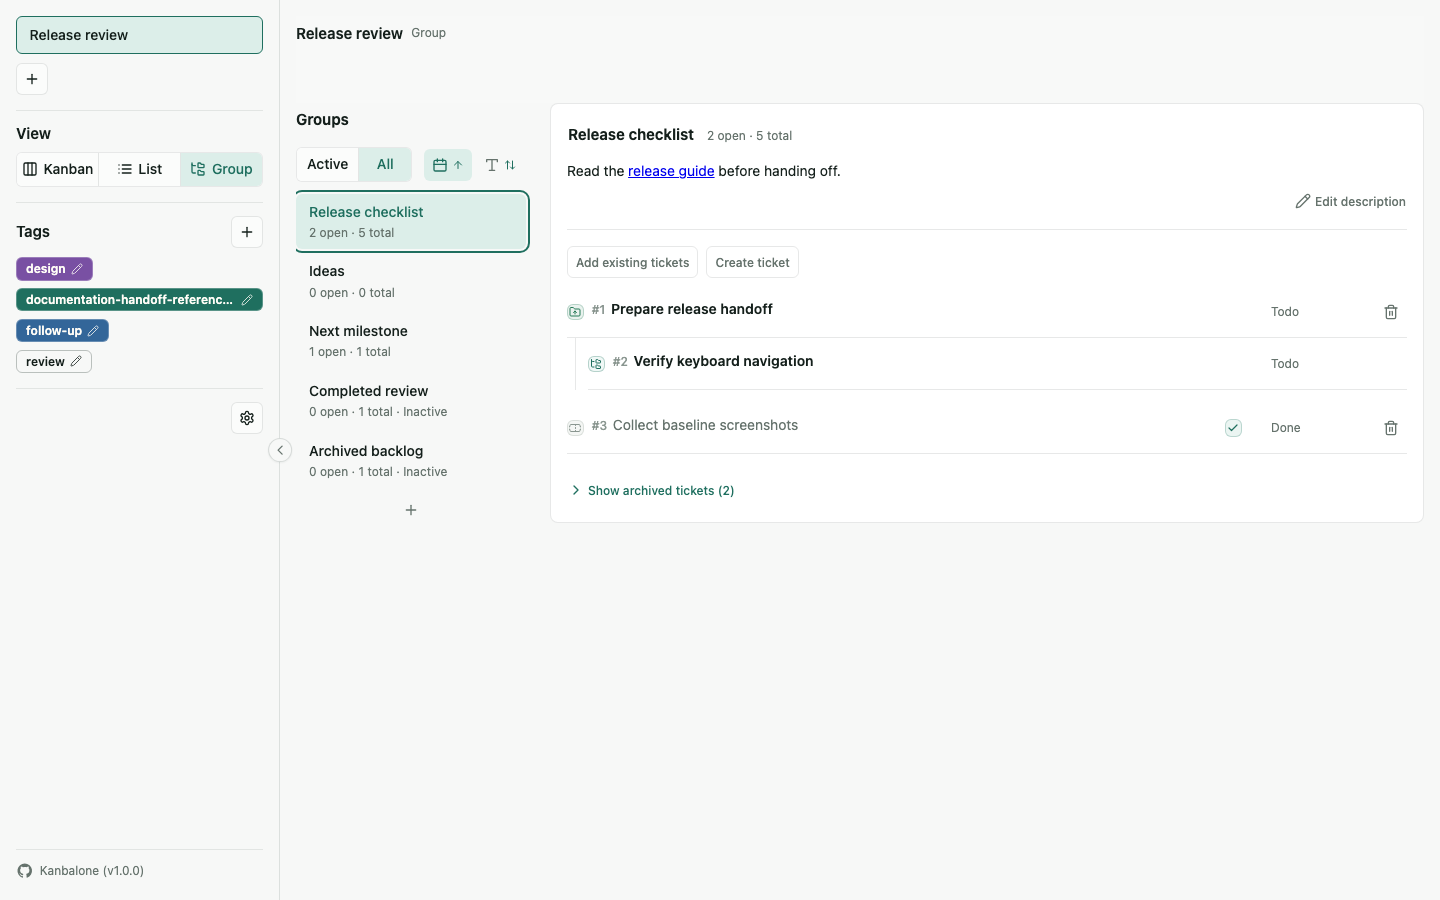 Release review
View
Kanban
List
Group
Tags
design
documentation-handoff-referenc...
follow-up
review
Kanbalone (v1.0.0)
Release review Group
Groups
Active All
Release checklist
2 open · 5 total
Ideas
0 open · 0 total
Next milestone
1 open · 1 total
Completed review
0 open · 1 total · Inactive
Archived backlog
0 open · 1 total · Inactive
Release checklist 2 open · 5 total
Read the release guide before handing off.
Edit description
Add existing tickets Create ticket
#1 Prepare release handoff Todo
#2 Verify keyboard navigation Todo
#3 Collect baseline screenshots Done
Show archived tickets (2)